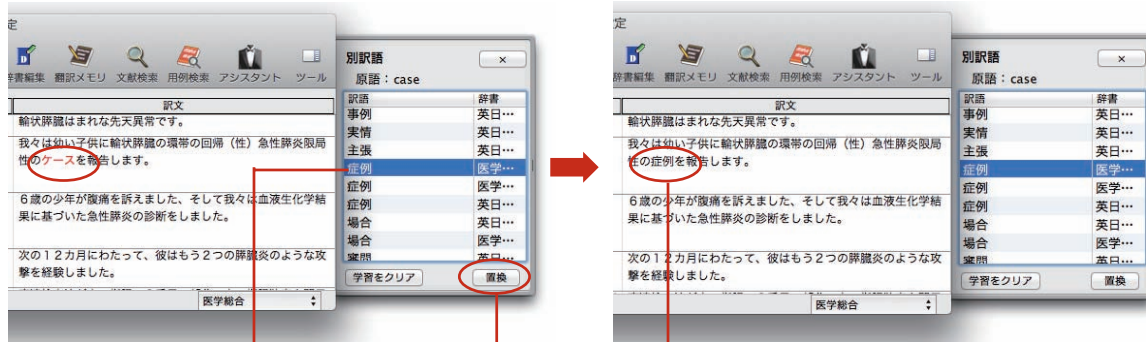 定
辞書編集 翻訳メモリ 文献検索 用例検索 アシスタント ツール
訳文
輸状膵臓はまれな先天異常です。
我々は幼い子供に輸状膵臓の環帯の回帰（性）急性膵炎限局
性のケースを報告します。
６歳の少年が腹痛を訴えました、そして我々は血液生化学結
果に基づいた急性膵炎の診断をしました。
次の１２カ月にわたって、彼はもう２つの膵臓炎のような攻
撃を経験しました。
医学総合
別訳語
×
原語：case
訳語 辞書
事例 英日…
実情 英日…
主張 英日…
症例 医学…
症例 医学…
症例 英日…
場合 英日…
場合 医学…
審問 英日…
学習をクリア 置換
定
辞書編集 翻訳メモリ 文献検索 用例検索 アシスタント ツール
訳文
輸状膵臓はまれな先天異常です。
我々は幼い子供に輸状膵臓の環帯の回帰（性）急性膵炎限局
性の症例を報告します。
６歳の少年が腹痛を訴えました、そして我々は血液生化学結
果に基づいた急性膵炎の診断をしました。
次の１２カ月にわたって、彼はもう２つの膵臓炎のような攻
撃を経験しました。
医学総合
別訳語
×
原語：case
訳語 辞書
事例 英日…
実情 英日…
主張 英日…
症例 医学…
症例 医学…
症例 英日…
場合 英日…
場合 医学…
審問 英日…
学習をクリア 置換